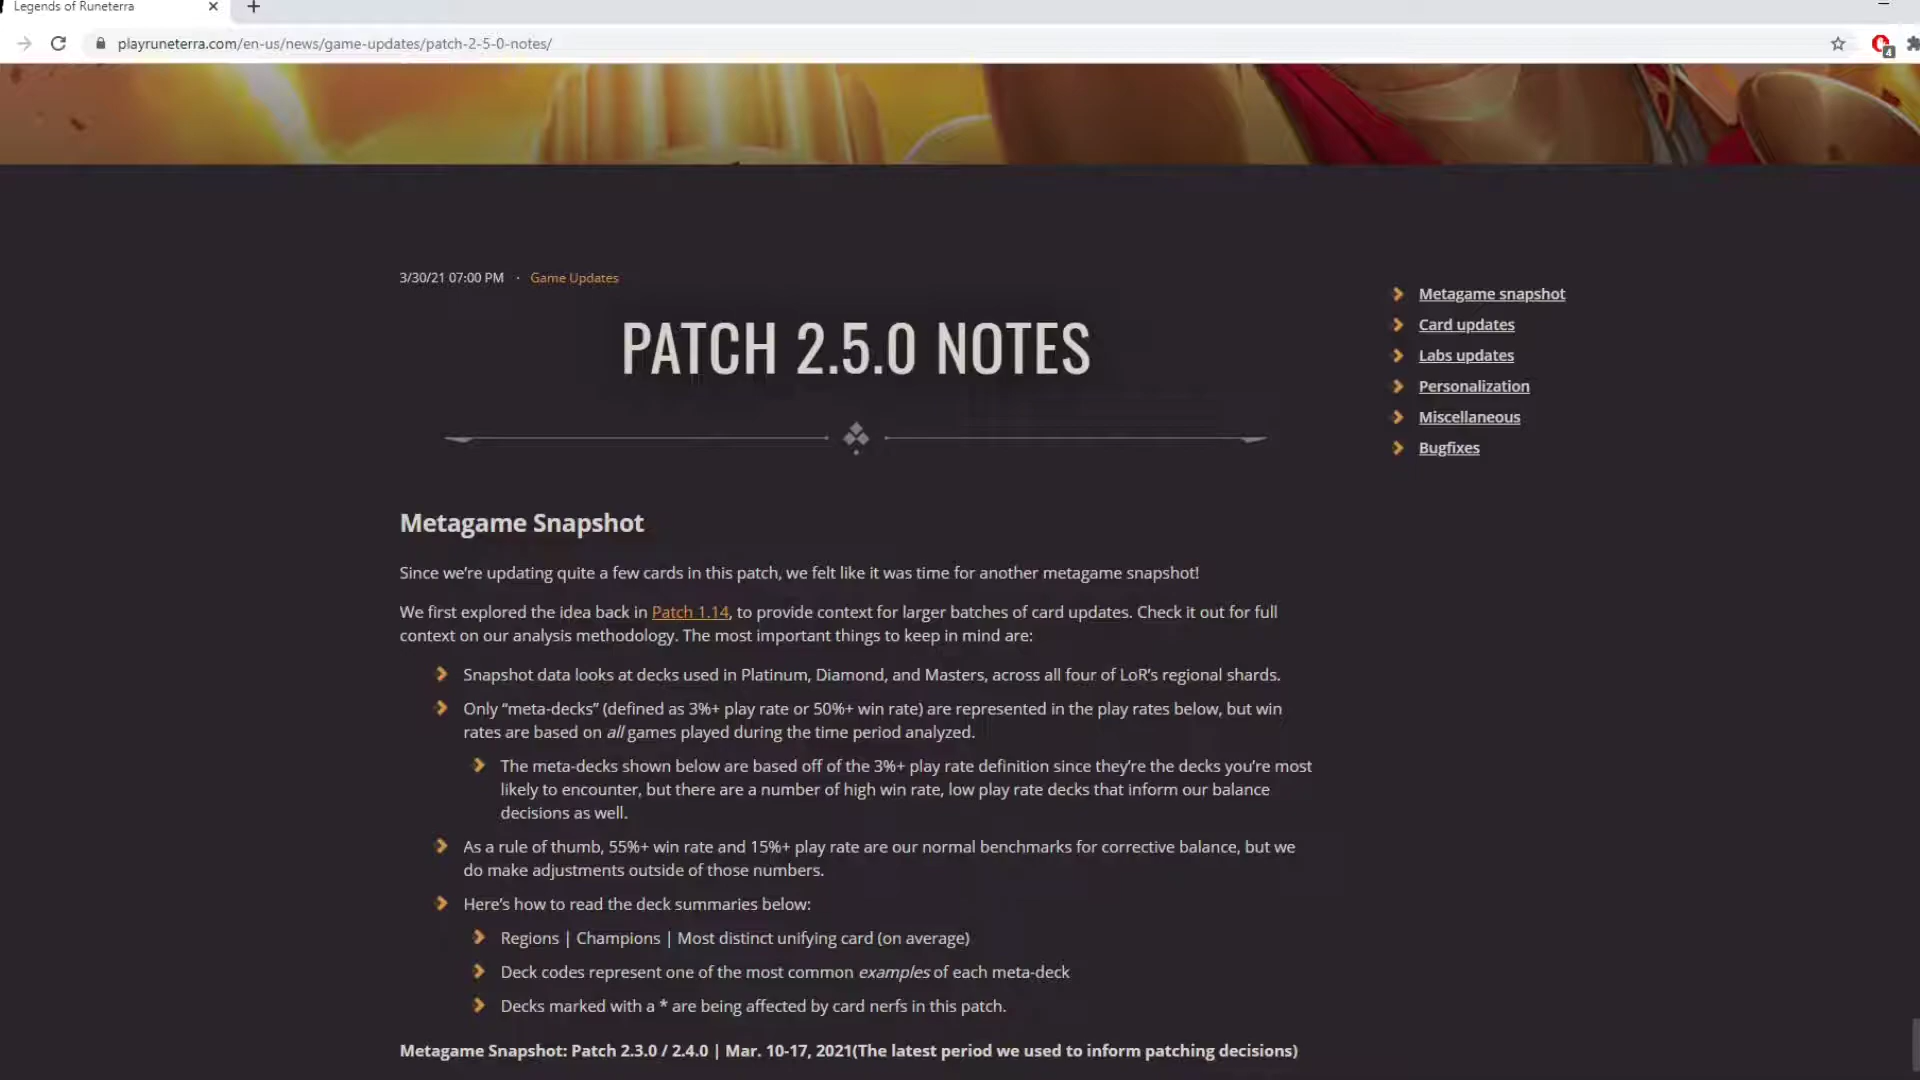 Legends of Runeterra
playruneterra.com/en-us/news/game-updates/patch-2-5-0-notes/
4
3/30/21 07:00 PM · Game Updates
PATCH 2.5.0 NOTES
Metagame snapshot
Card updates
Labs updates
Personalization
Miscellaneous
Bugfixes
Metagame Snapshot
Since we’re updating quite a few cards in this patch, we felt like it was time for another metagame snapshot!
We first explored the idea back in Patch 1.14, to provide context for larger batches of card updates. Check it out for full
context on our analysis methodology. The most important things to keep in mind are:
Snapshot data looks at decks used in Platinum, Diamond, and Masters, across all four of LoR’s regional shards.
Only “meta-decks” (defined as 3%+ play rate or 50%+ win rate) are represented in the play rates below, but win
rates are based on all games played during the time period analyzed.
The meta-decks shown below are based off of the 3%+ play rate definition since they’re the decks you’re most
likely to encounter, but there are a number of high win rate, low play rate decks that inform our balance
decisions as well.
As a rule of thumb, 55%+ win rate and 15%+ play rate are our normal benchmarks for corrective balance, but we
do make adjustments outside of those numbers.
Here’s how to read the deck summaries below:
Regions | Champions | Most distinct unifying card (on average)
Deck codes represent one of the most common examples of each meta-deck
Decks marked with a * are being affected by card nerfs in this patch.
Metagame Snapshot: Patch 2.3.0 / 2.4.0 | Mar. 10-17, 2021(The latest period we used to inform patching decisions)